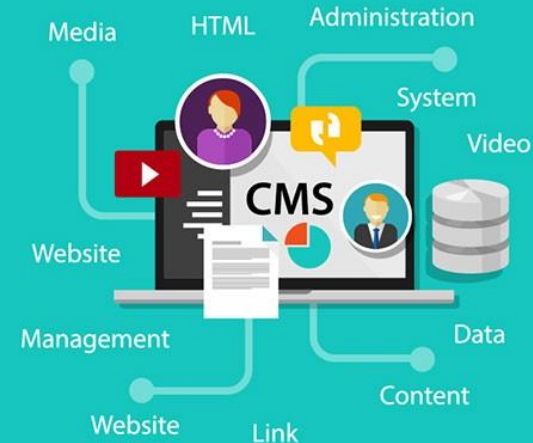 Media
HTML
Administration
System
Video
CMS
Website
Management
Data
Content
Website
Link